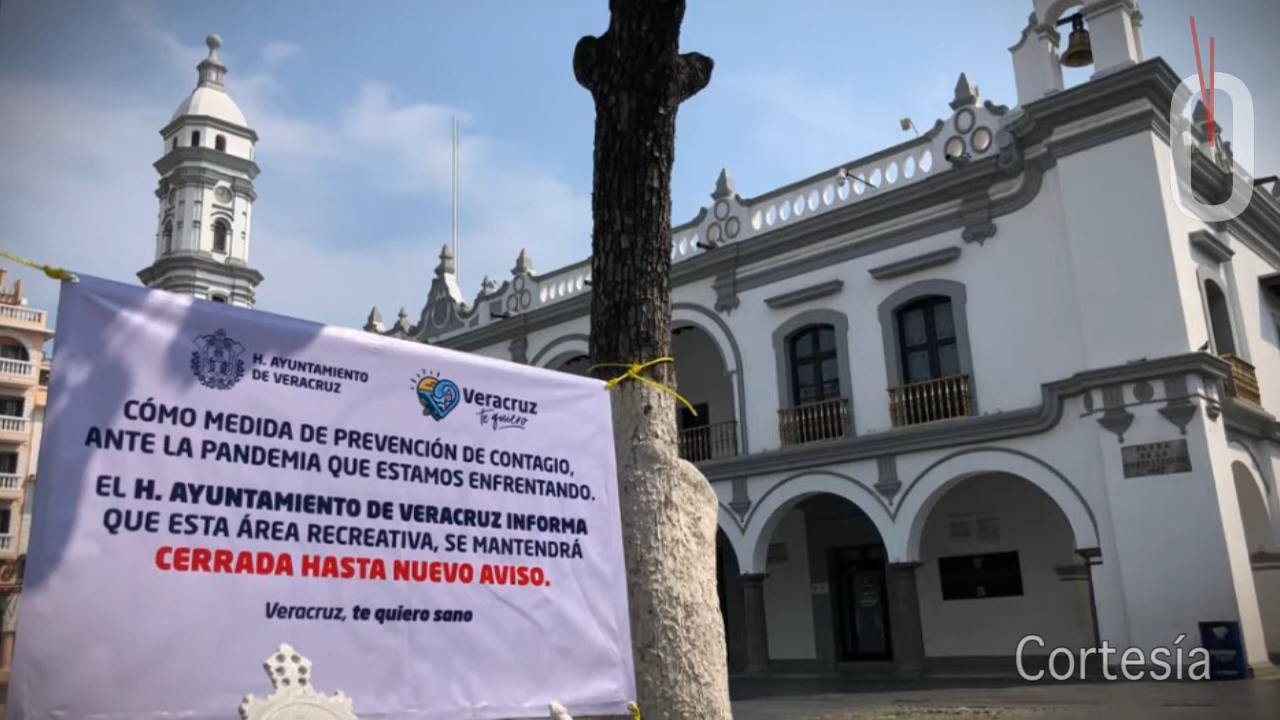 H. AYUNTAMIENTO
DE VERACRUZ
Veracruz
te quiero
CÓMO MEDIDA DE PREVENCIÓN DE CONTAGIO,
ANTE LA PANDEMIA QUE ESTAMOS ENFRENTANDO.
EL H. AYUNTAMIENTO DE VERACRUZ INFORMA
QUE ESTA ÁREA RECREATIVA, SE MANTENDRÁ
CERRADA HASTA NUEVO AVISO.
Veracruz, te quiero sano
Cortesía